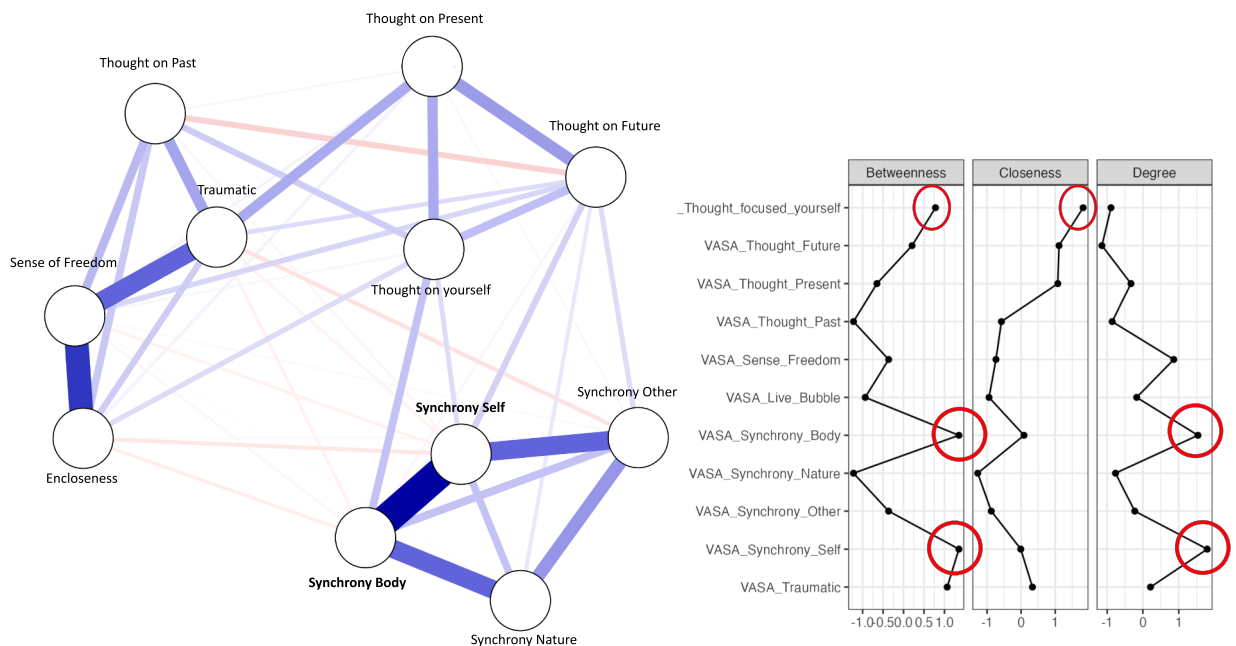 Thought on Present
Thought on Past
Thought on Future
Traumatic
Sense of Freedom
Thought on yourself
Synchrony Other
Synchrony Self
Encloseness
Synchrony Body
Synchrony Nature
Betweenness Closeness Degree
_Thought_focused_yourself
VASA_Thought_Future
VASA_Thought_Present
VASA_Thought_Past
VASA_Sense_Freedom
VASA_Live_Bubble
VASA_Synchrony_Body
VASA_Synchrony_Nature
VASA_Synchrony_Other
VASA_Synchrony_Self
VASA_Traumatic
-1.0 -0.5 0.0 0.5 1.0 -1 0 1 -1 0 1